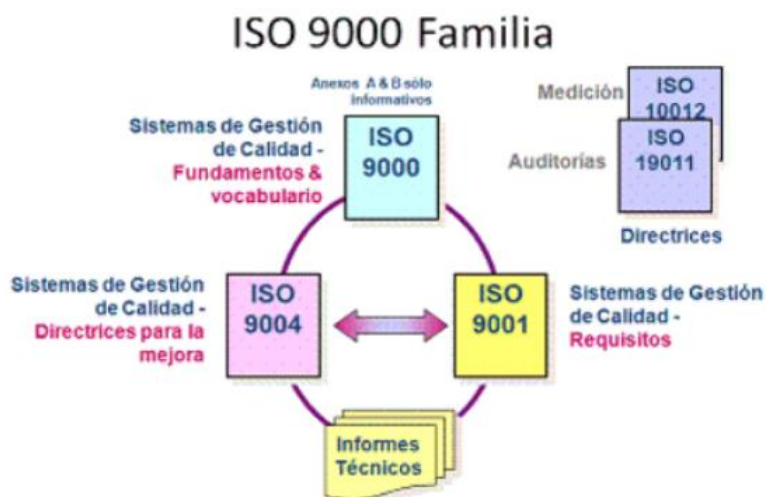 ISO 9000 Familia
Anexos A & B sólo
informativos
Sistemas de Gestión
de Calidad -
Fundamentos &
vocabulario
ISO
9000
Medición
ISO
10012
Auditorías
ISO
19011
Directrices
Sistemas de Gestión
de Calidad -
Directrices para la
mejora
ISO
9004
ISO
9001
Sistemas de Gestión
de Calidad -
Requisitos
Informes
Técnicos